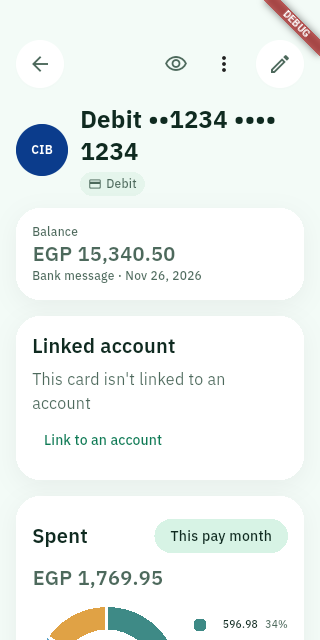 DEBUG
CIB
Debit ••1234 ••••
1234
Debit
Balance
EGP 15,340.50
Bank message · Nov 26, 2026
Linked account
This card isn't linked to an
account
Link to an account
Spent
This pay month
EGP 1,769.95
596.98 34%